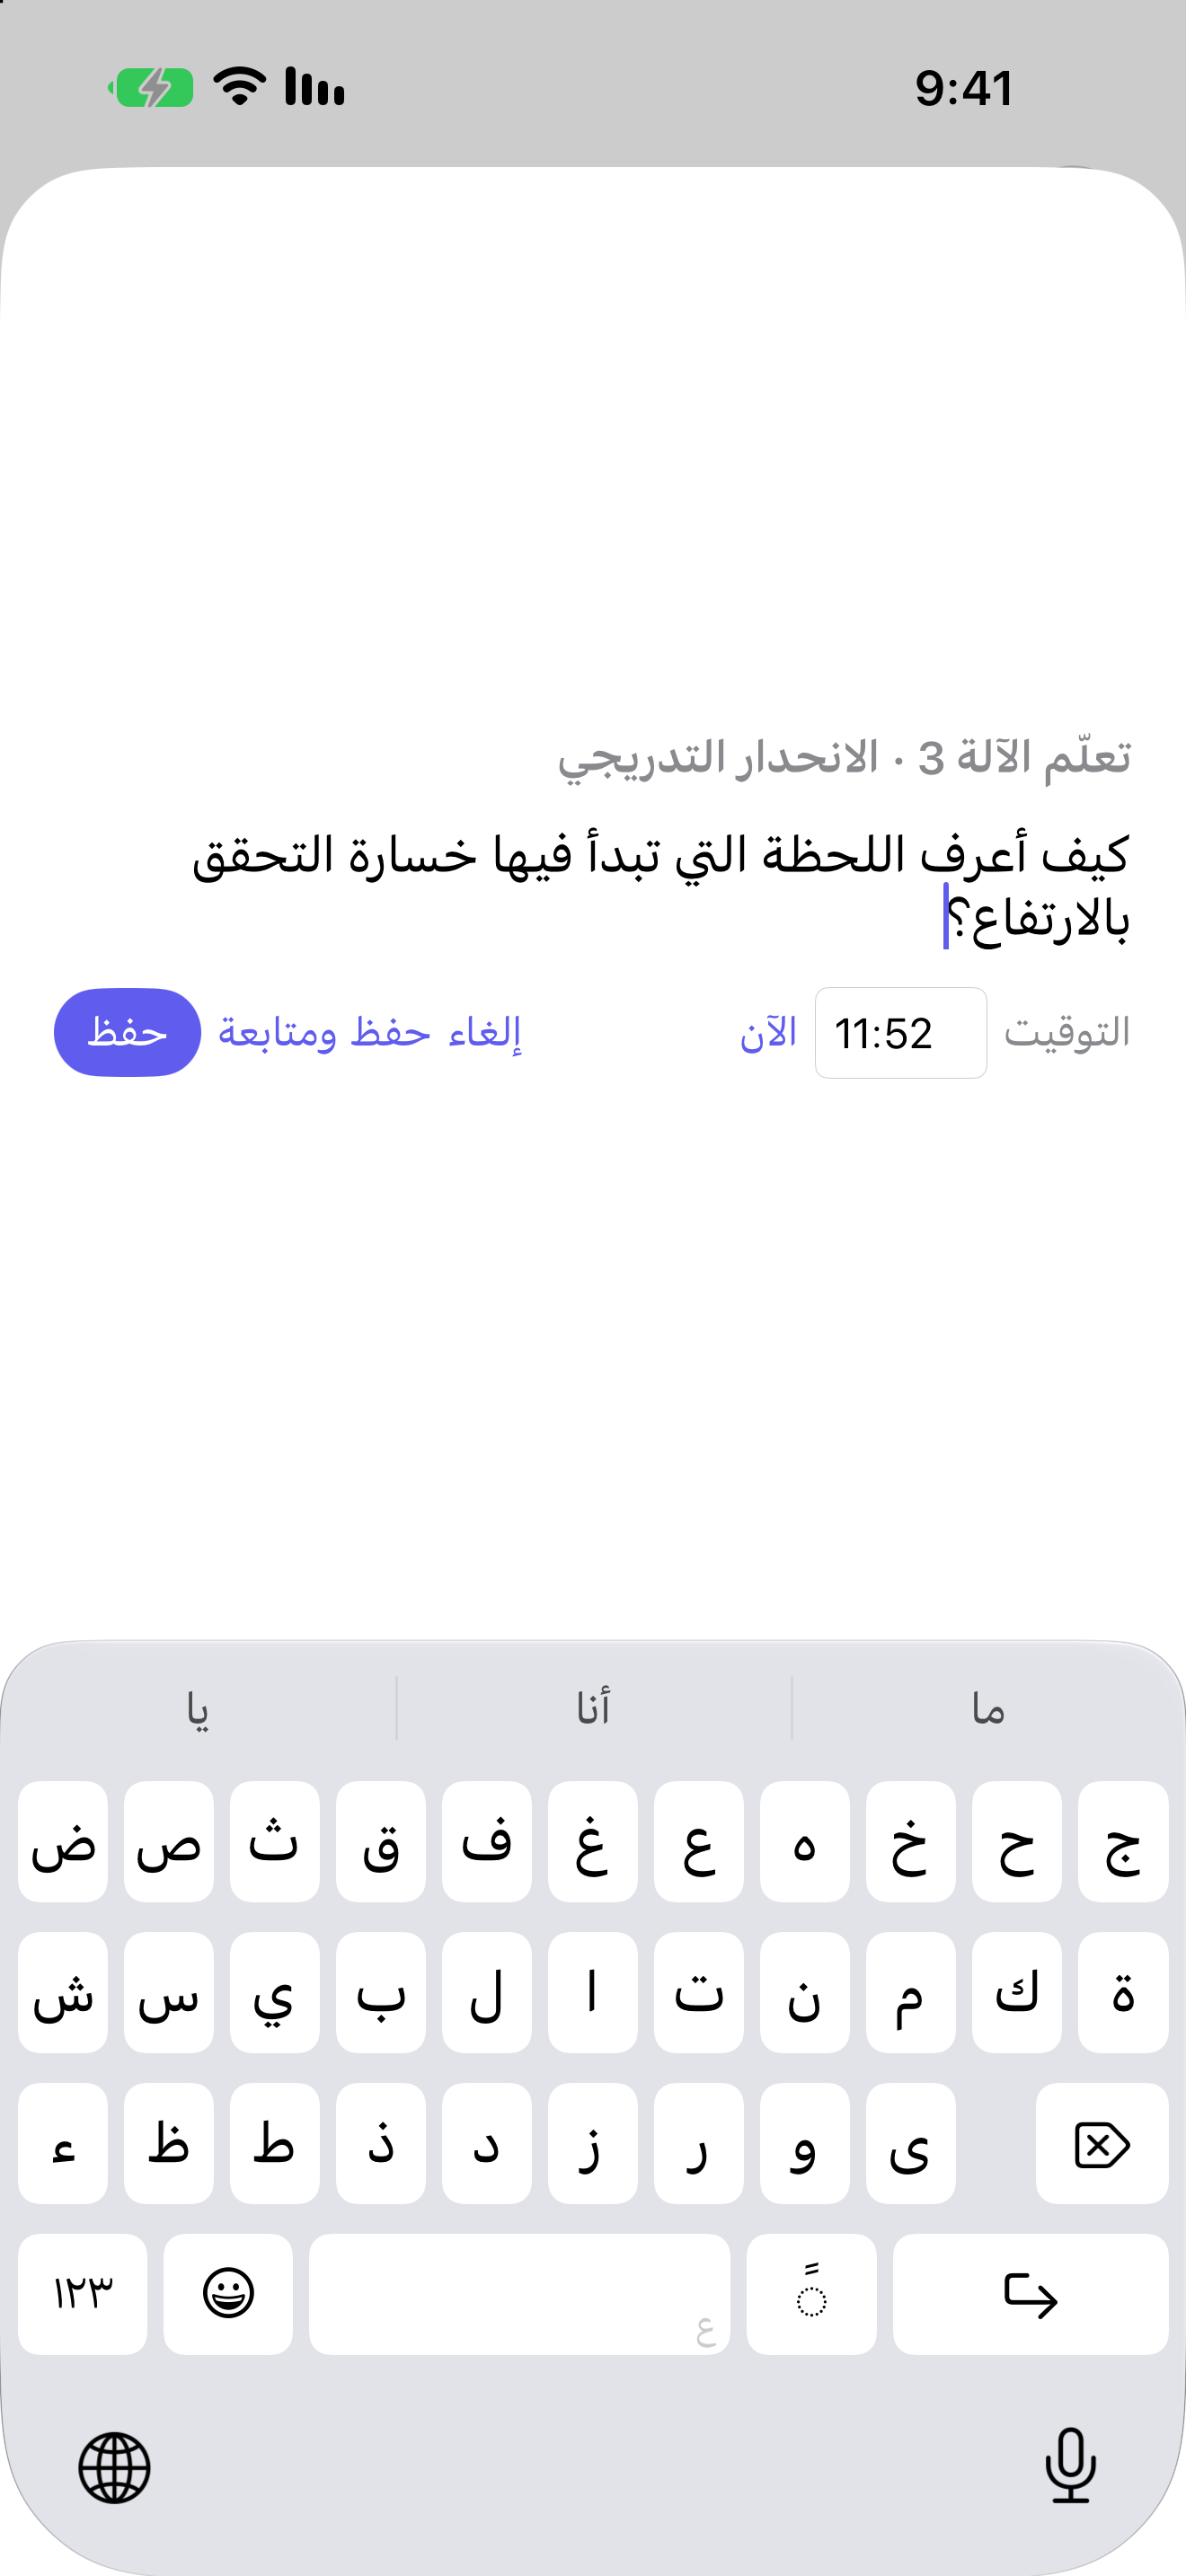 9:41
تعلّم الآلة 3 · الانحدار التدريجي
كيف أعرف اللحظة التي تبدأ فيها خسارة التحقق
بالارتفاع؟
التوقيت 11:52 الآن إلغاء حفظ ومتابعة حفظ
ما أنا يا
ج ح خ ه ع غ ف ق ث ص ض
ة ك م ن ت ا ل ب ي س ش
ى و ر ز د ذ ط ظ ء
ع ١٢٣